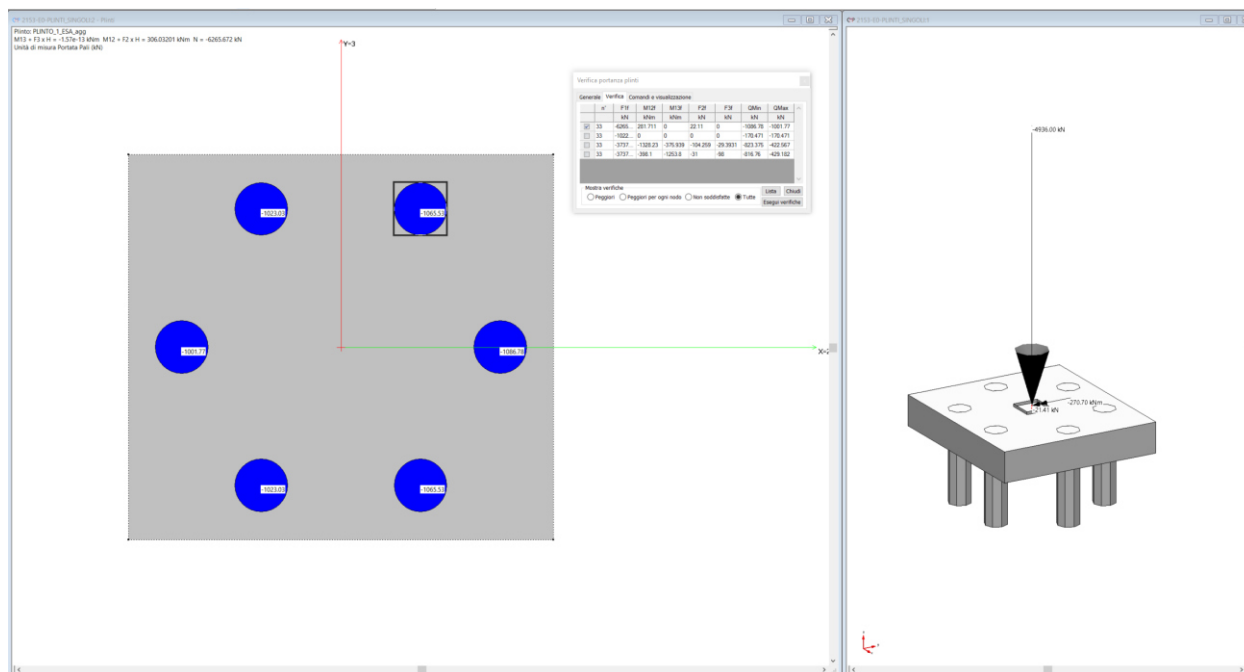 2153-03-PLINTI_SINGOLI:2 - Plinti
Plinto: PLINTO_1_ESA_agg
M13 + F3 x H = -1.57e-13 kNm M12 + F2 x H = 306.03201 kNm N = -6265.672 kN
Unità di misura Portata Pali (kN)
Y=3
X=2
-1023.03
-1065.53
-1001.77
-1086.78
-1023.03
-1065.53
Verifica portanza plinti
Generale Verifica Comandi e visualizzazione
n° F1f M12f M13f F2f F3f QMin QMax
kN kNm kNm kN kN kN kN
33 -6265... 201.711 0 22.11 0 -1086.78 -1001.77
33 -1022... 0 0 0 0 -170.471 -170.471
33 -3737... -1320.23 -375.939 -104.259 -29.3931 -823.375 -422.567
33 -3737... -398.1 -1253.8 -31 -98 -816.76 -429.182
Mostra verifiche
Peggiori Peggiori per ogni nodo Non soddisfatte Tutte
Lista Chiudi
Esegui verifiche
2153-03-PLINTI_SINGOLI:1
-4936.00 kN
-270.70 kNm
-21.41 kN